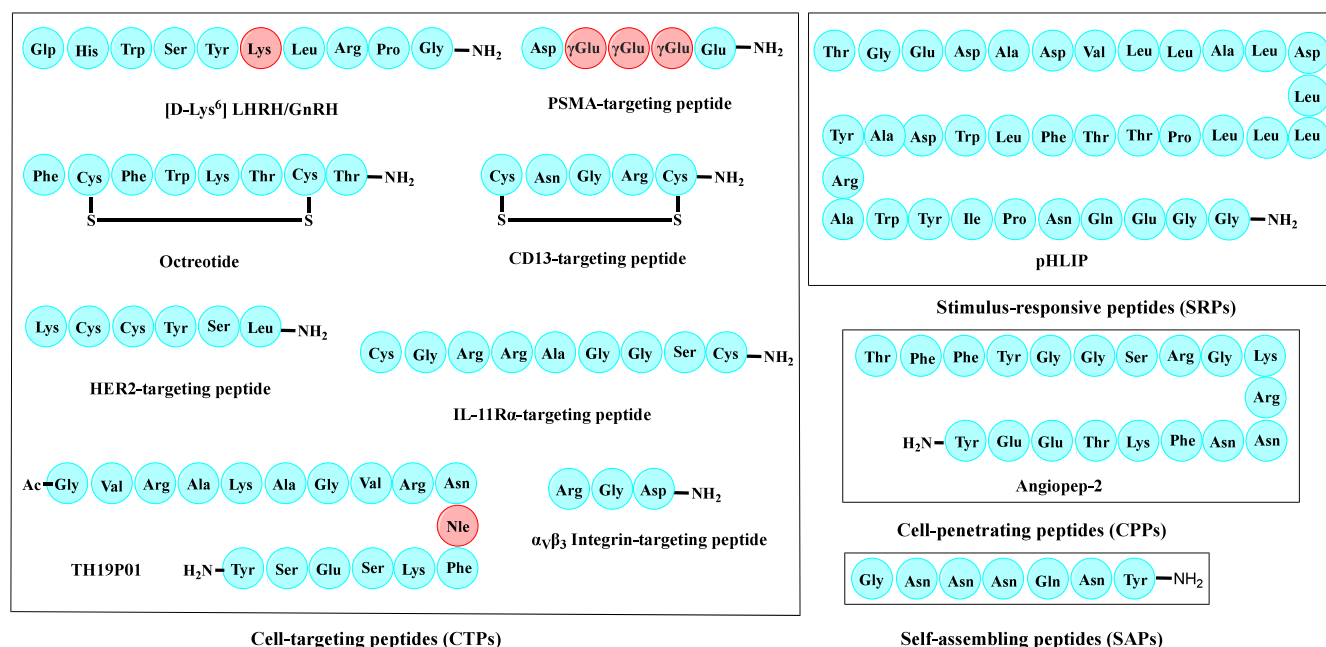 Glp His Trp Ser Tyr Lys Leu Arg Pro Gly NH2
[D-Lys6] LHRH/GnRH
Asp γGlu γGlu γGlu Glu NH2
PSMA-targeting peptide
Phe Cys Phe Trp Lys Thr Cys Thr NH2
S S
Octreotide
Cys Asn Gly Arg Cys NH2
S S
CD13-targeting peptide
Lys Cys Cys Tyr Ser Leu NH2
HER2-targeting peptide
Cys Gly Arg Arg Ala Gly Gly Ser Cys NH2
IL-11Rα-targeting peptide
Ac Gly Val Arg Ala Lys Ala Gly Val Arg Asn
Nle
H2N Tyr Ser Glu Ser Lys Phe
TH19P01
Arg Gly Asp NH2
αVβ3 Integrin-targeting peptide
Cell-targeting peptides (CTPs)
Thr Gly Glu Asp Ala Asp Val Leu Leu Ala Leu Asp
Leu
Tyr Ala Asp Trp Leu Phe Thr Thr Pro Leu Leu Leu
Arg
Ala Trp Tyr Ile Pro Asn Gln Glu Gly Gly NH2
pHLIP
Stimulus-responsive peptides (SRPs)
Thr Phe Phe Tyr Gly Gly Ser Arg Gly Lys
Arg
H2N Tyr Glu Glu Thr Lys Phe Asn Asn
Angiopep-2
Cell-penetrating peptides (CPPs)
Gly Asn Asn Asn Gln Asn Tyr NH2
Self-assembling peptides (SAPs)